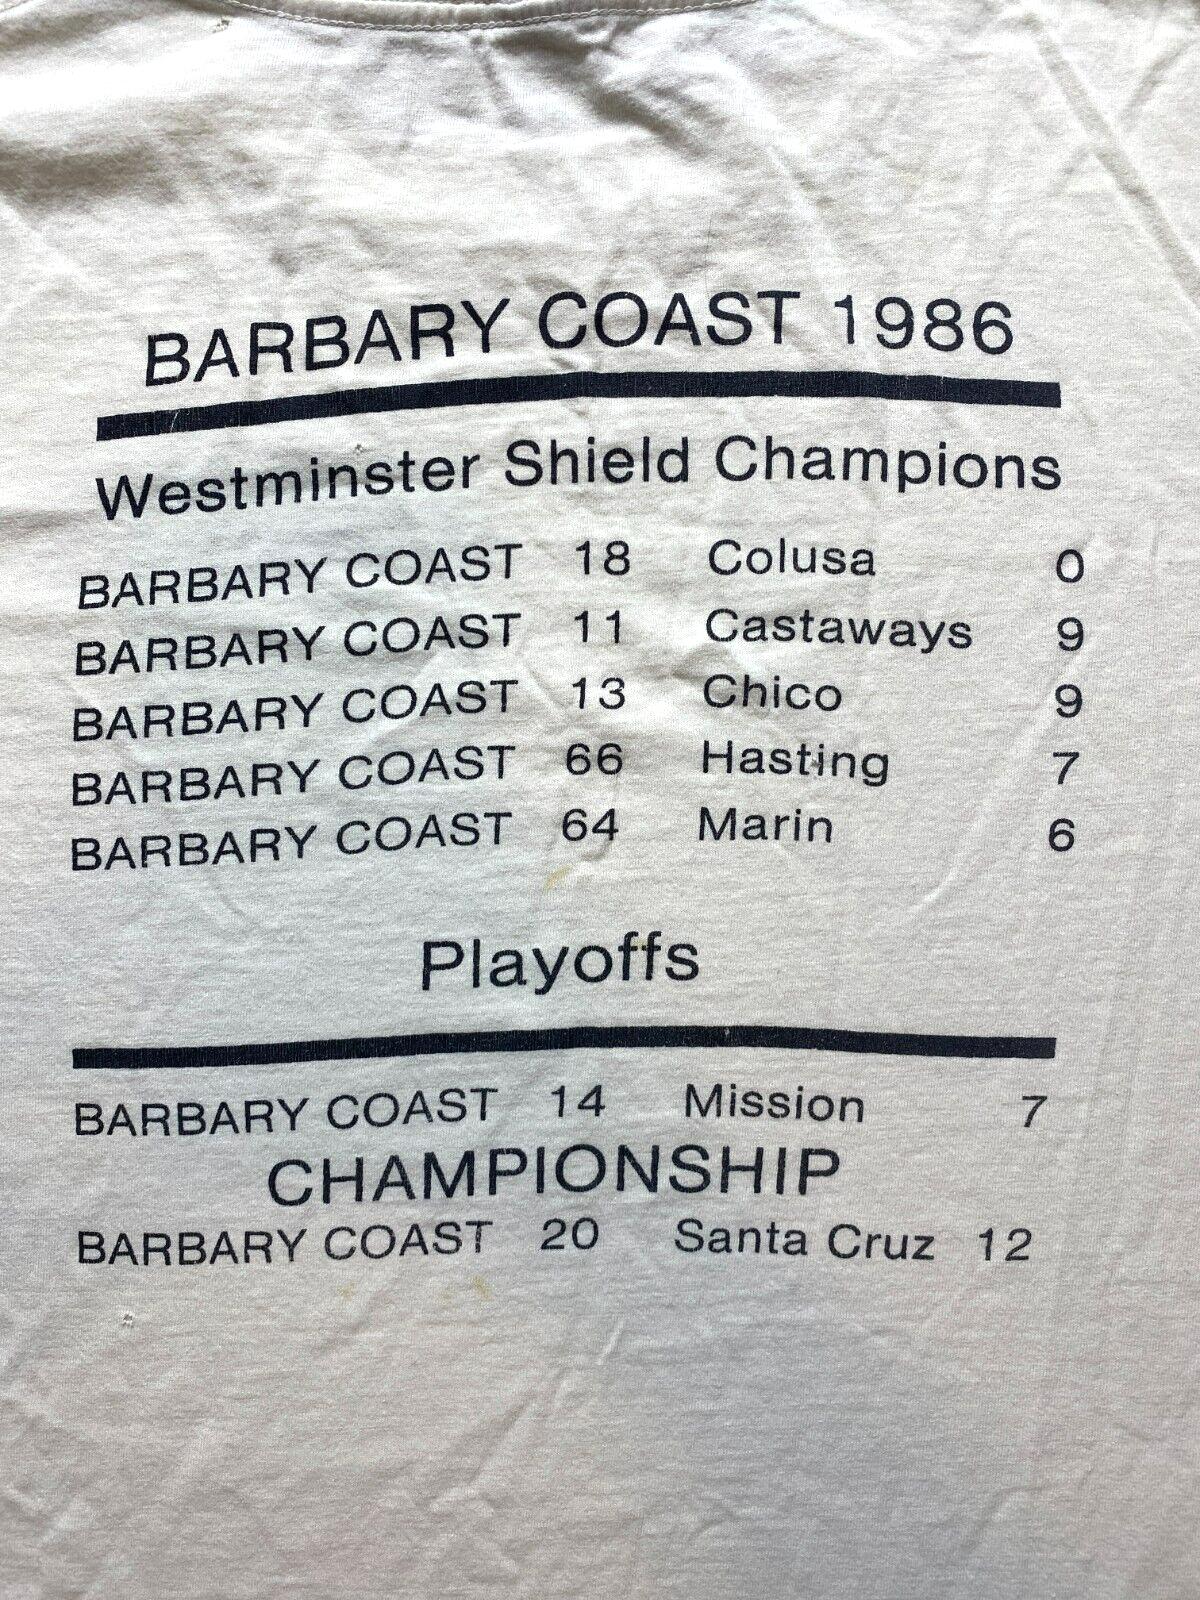 BARBARY COAST 1986
Westminster Shield Champions
BARBARY COAST 18 Colusa 0
BARBARY COAST 11 Castaways 9
BARBARY COAST 13 Chico 9
BARBARY COAST 66 Hasting 7
BARBARY COAST 64 Marin 6
Playoffs
BARBARY COAST 14 Mission 7
CHAMPIONSHIP
BARBARY COAST 20 Santa Cruz 12